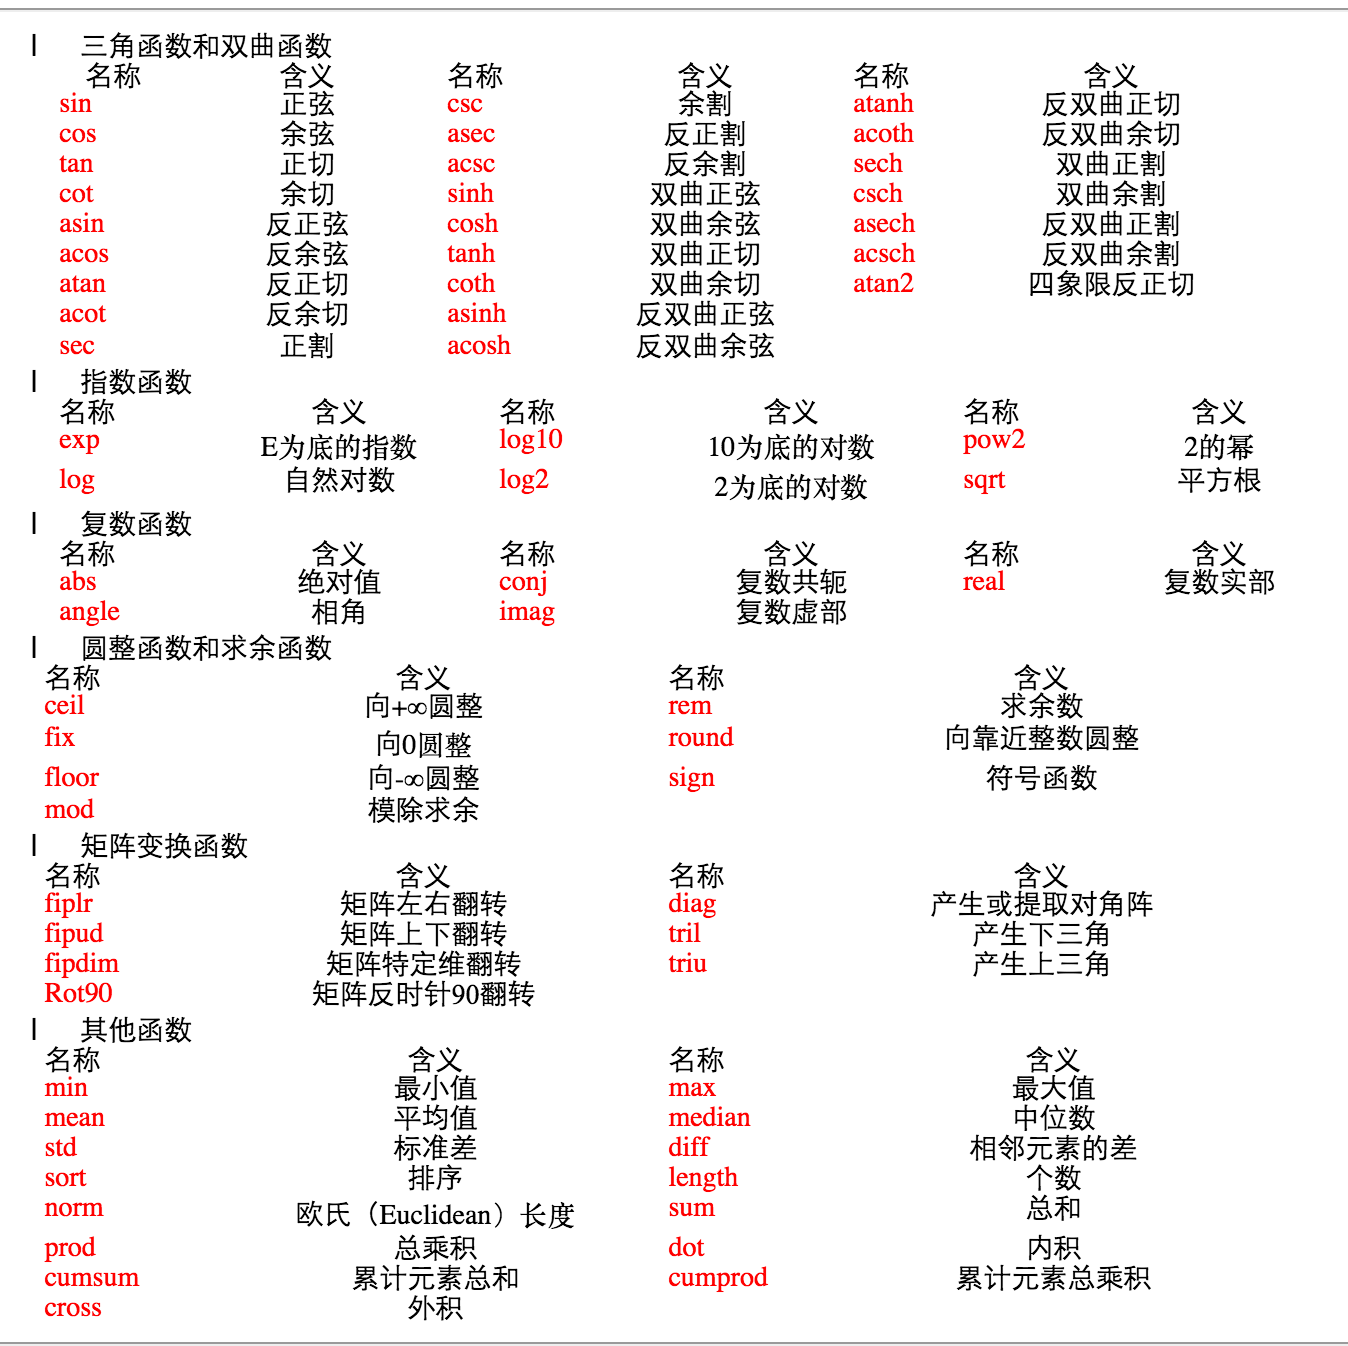 l 三角函数和双曲函数
名称 含义 名称 含义 名称 含义
sin 正弦 csc 余割 atanh 反双曲正切
cos 余弦 asec 反正割 acoth 反双曲余切
tan 正切 acsc 反余割 sech 双曲正割
cot 余切 sinh 双曲正弦 csch 双曲余割
asin 反正弦 cosh 双曲余弦 asech 反双曲正割
acos 反余弦 tanh 双曲正切 acsch 反双曲余割
atan 反正切 coth 双曲余切 atan2 四象限反正切
acot 反余切 asinh 反双曲正弦
sec 正割 acosh 反双曲余弦
l 指数函数
名称 含义 名称 含义 名称 含义
exp E为底的指数 log10 10为底的对数 pow2 2的幂
log 自然对数 log2 2为底的对数 sqrt 平方根
l 复数函数
名称 含义 名称 含义 名称 含义
abs 绝对值 conj 复数共轭 real 复数实部
angle 相角 imag 复数虚部
l 圆整函数和求余函数
名称 含义 名称 含义
ceil 向+∞圆整 rem 求余数
fix 向0圆整 round 向靠近整数圆整
floor 向-∞圆整 sign 符号函数
mod 模除求余
l 矩阵变换函数
名称 含义 名称 含义
fiplr 矩阵左右翻转 diag 产生或提取对角阵
fipud 矩阵上下翻转 tril 产生下三角
fipdim 矩阵特定维翻转 triu 产生上三角
Rot90 矩阵反时针90翻转
l 其他函数
名称 含义 名称 含义
min 最小值 max 最大值
mean 平均值 median 中位数
std 标准差 diff 相邻元素的差
sort 排序 length 个数
norm 欧氏（Euclidean）长度 sum 总和
prod 总乘积 dot 内积
cumsum 累计元素总和 cumprod 累计元素总乘积
cross 外积